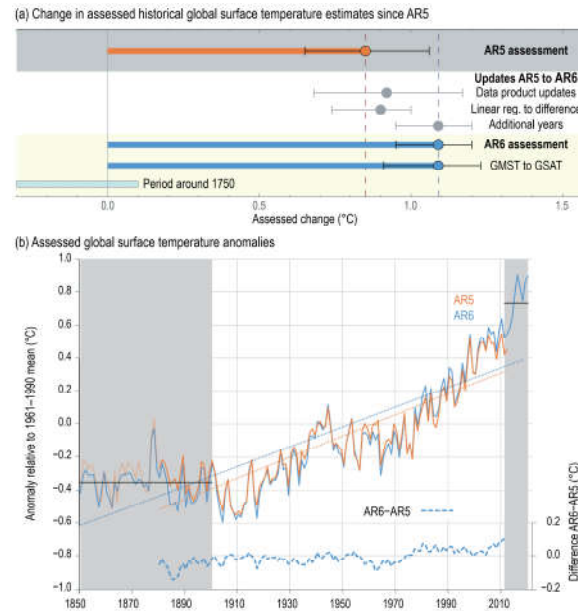 (a) Change in assessed historical global surface temperature estimates since AR5
AR5 assessment
Updates AR5 to AR6
Data product updates
Linear reg. to difference
Additional years
AR6 assessment
GMST to GSAT
Period around 1750
0.0 0.5 1.0 1.5
Assessed change (°C)
(b) Assessed global surface temperature anomalies
1.0
0.8
0.6
0.4
0.2
0.0
−0.2
−0.4
−0.6
−0.8
−1.0
Anomaly relative to 1961–1990 mean (°C)
AR5
AR6
AR6−AR5
0.2
0.0
−0.2
Difference AR6−AR5 (°C)
1850 1870 1890 1910 1930 1950 1970 1990 2010